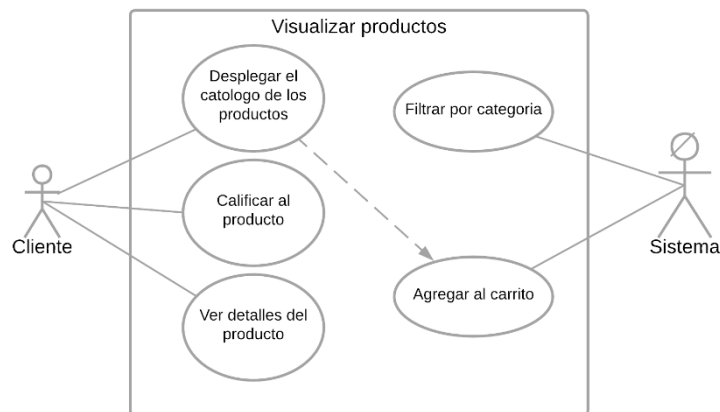 Visualizar productos
Desplegar el
catologo de los
productos
Filtrar por categoria
Calificar al
producto
Cliente
Sistema
Agregar al carrito
Ver detalles del
producto